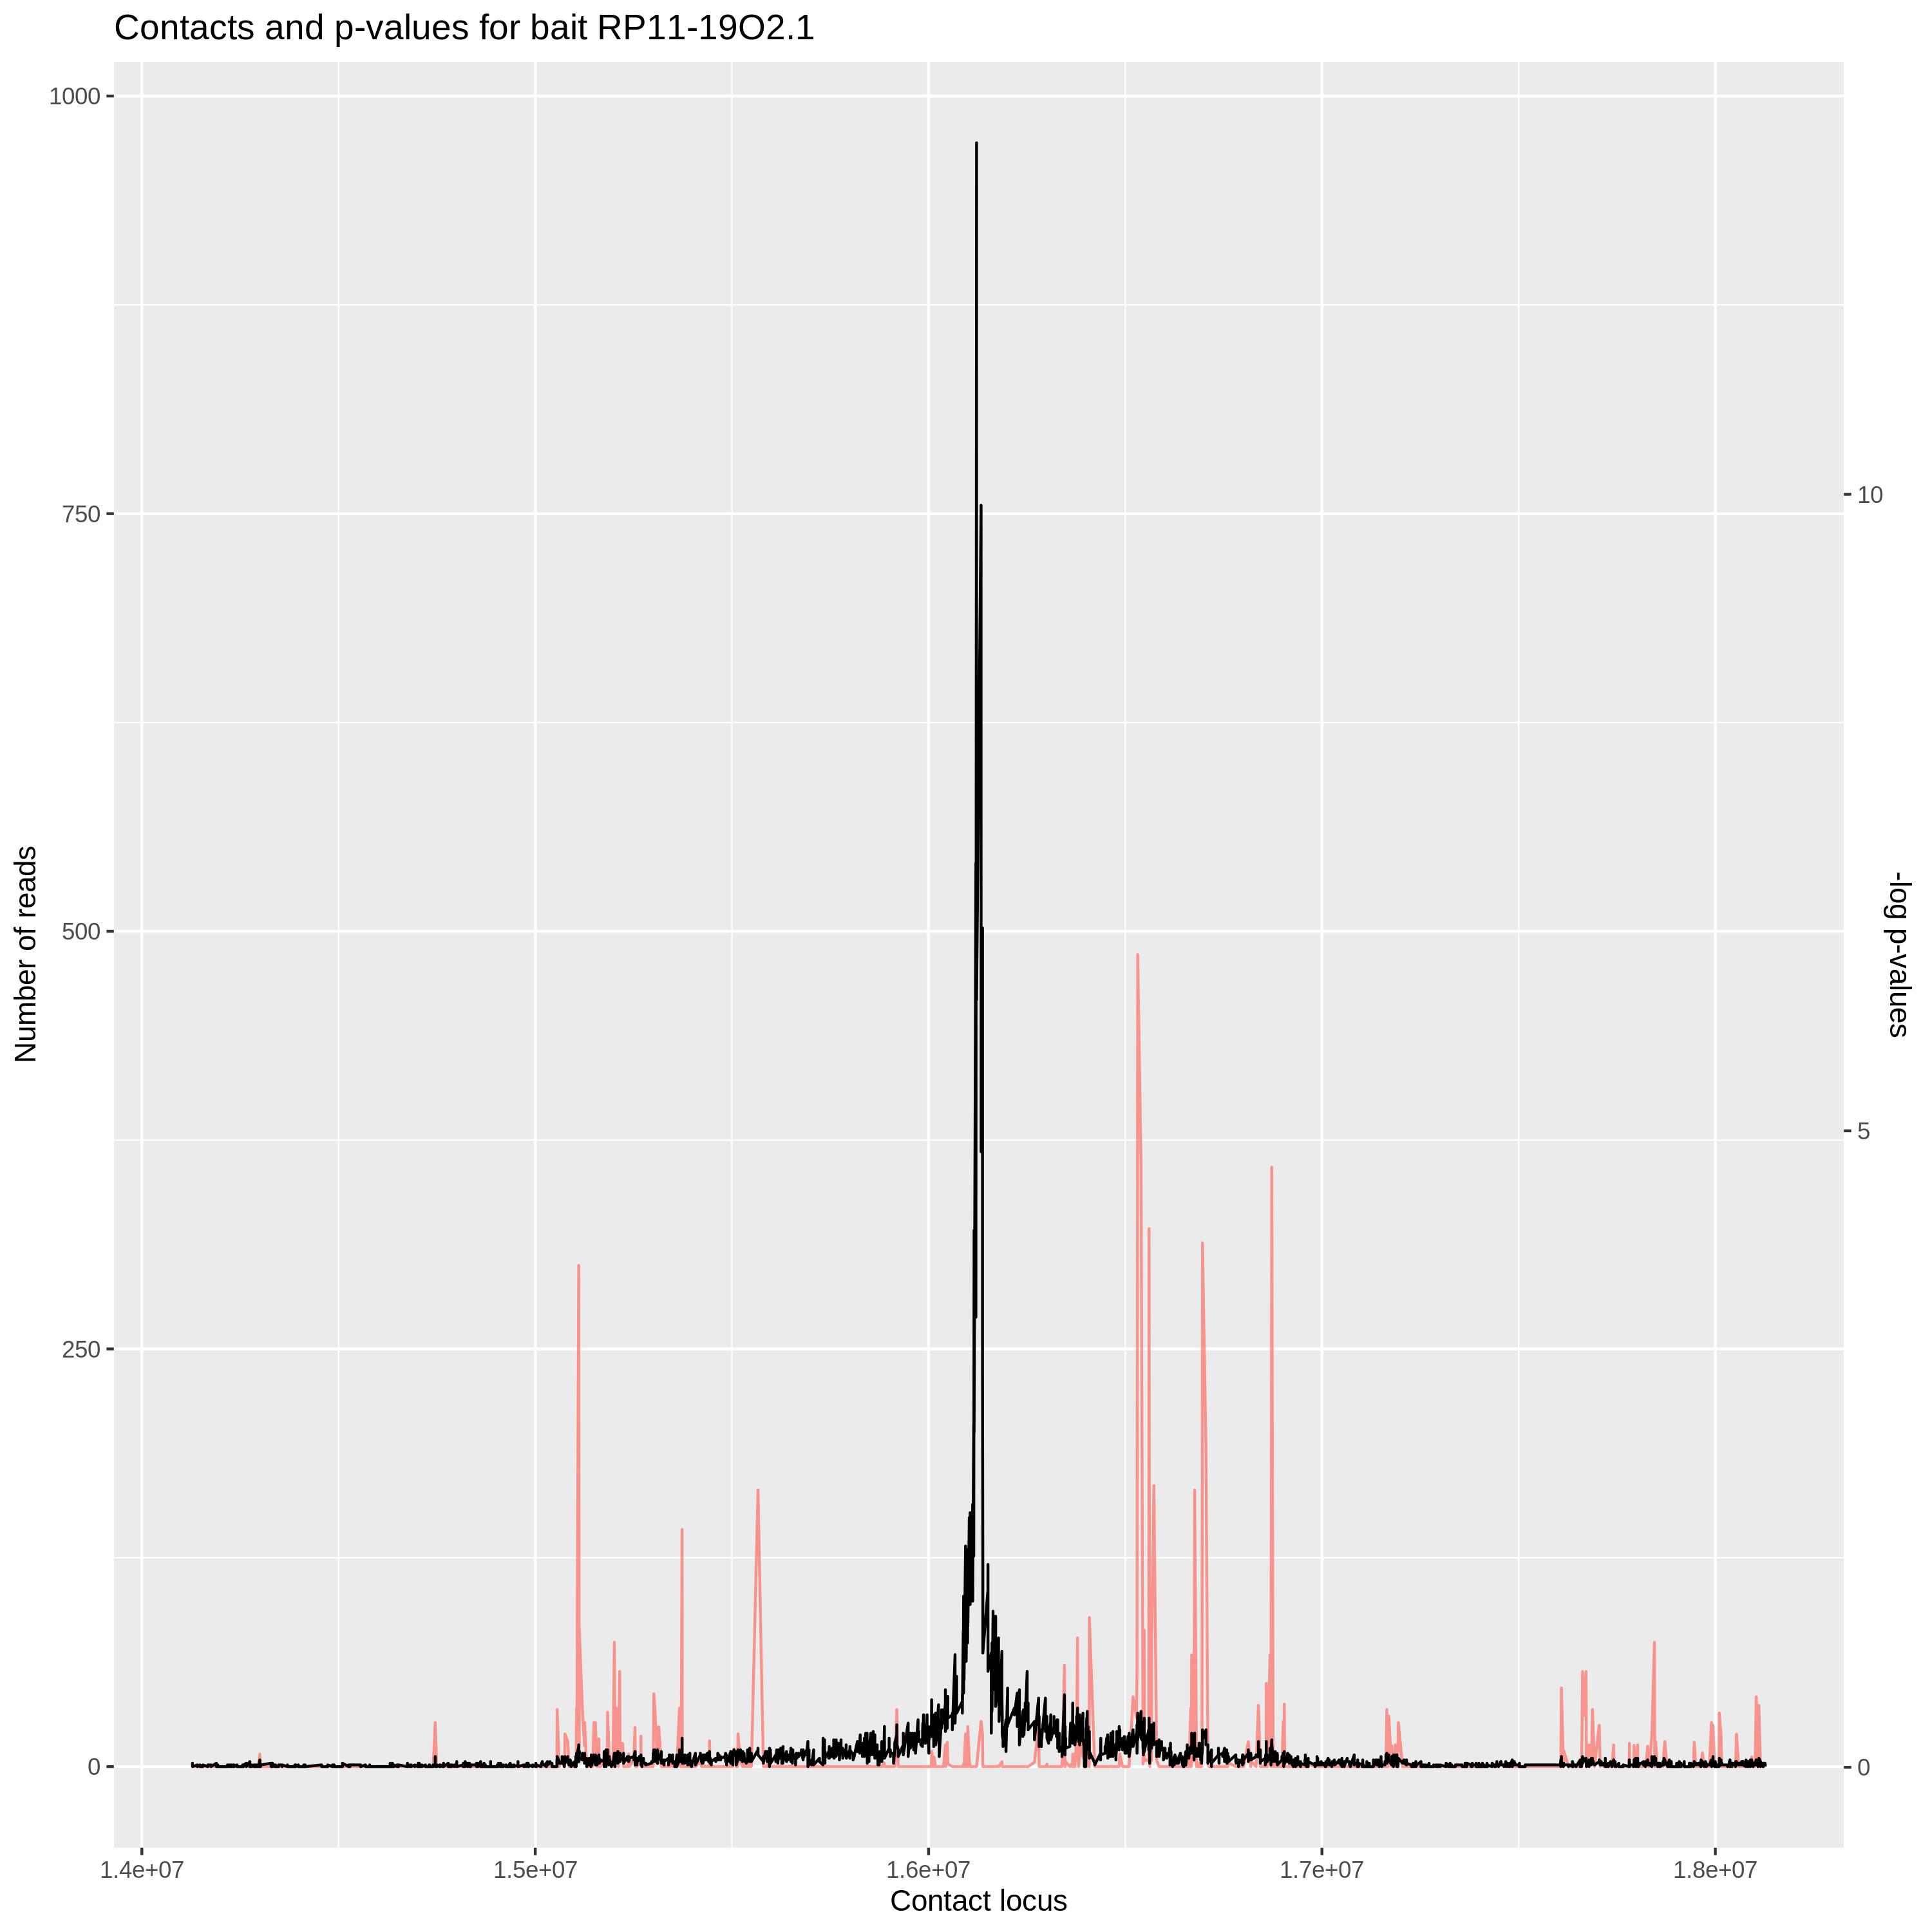 Contacts and p-values for bait RP11-19O2.1
1000
750
500
250
0
Number of reads
10
5
0
-log p-values
1.4e+07 1.5e+07 1.6e+07 1.7e+07 1.8e+07
Contact locus